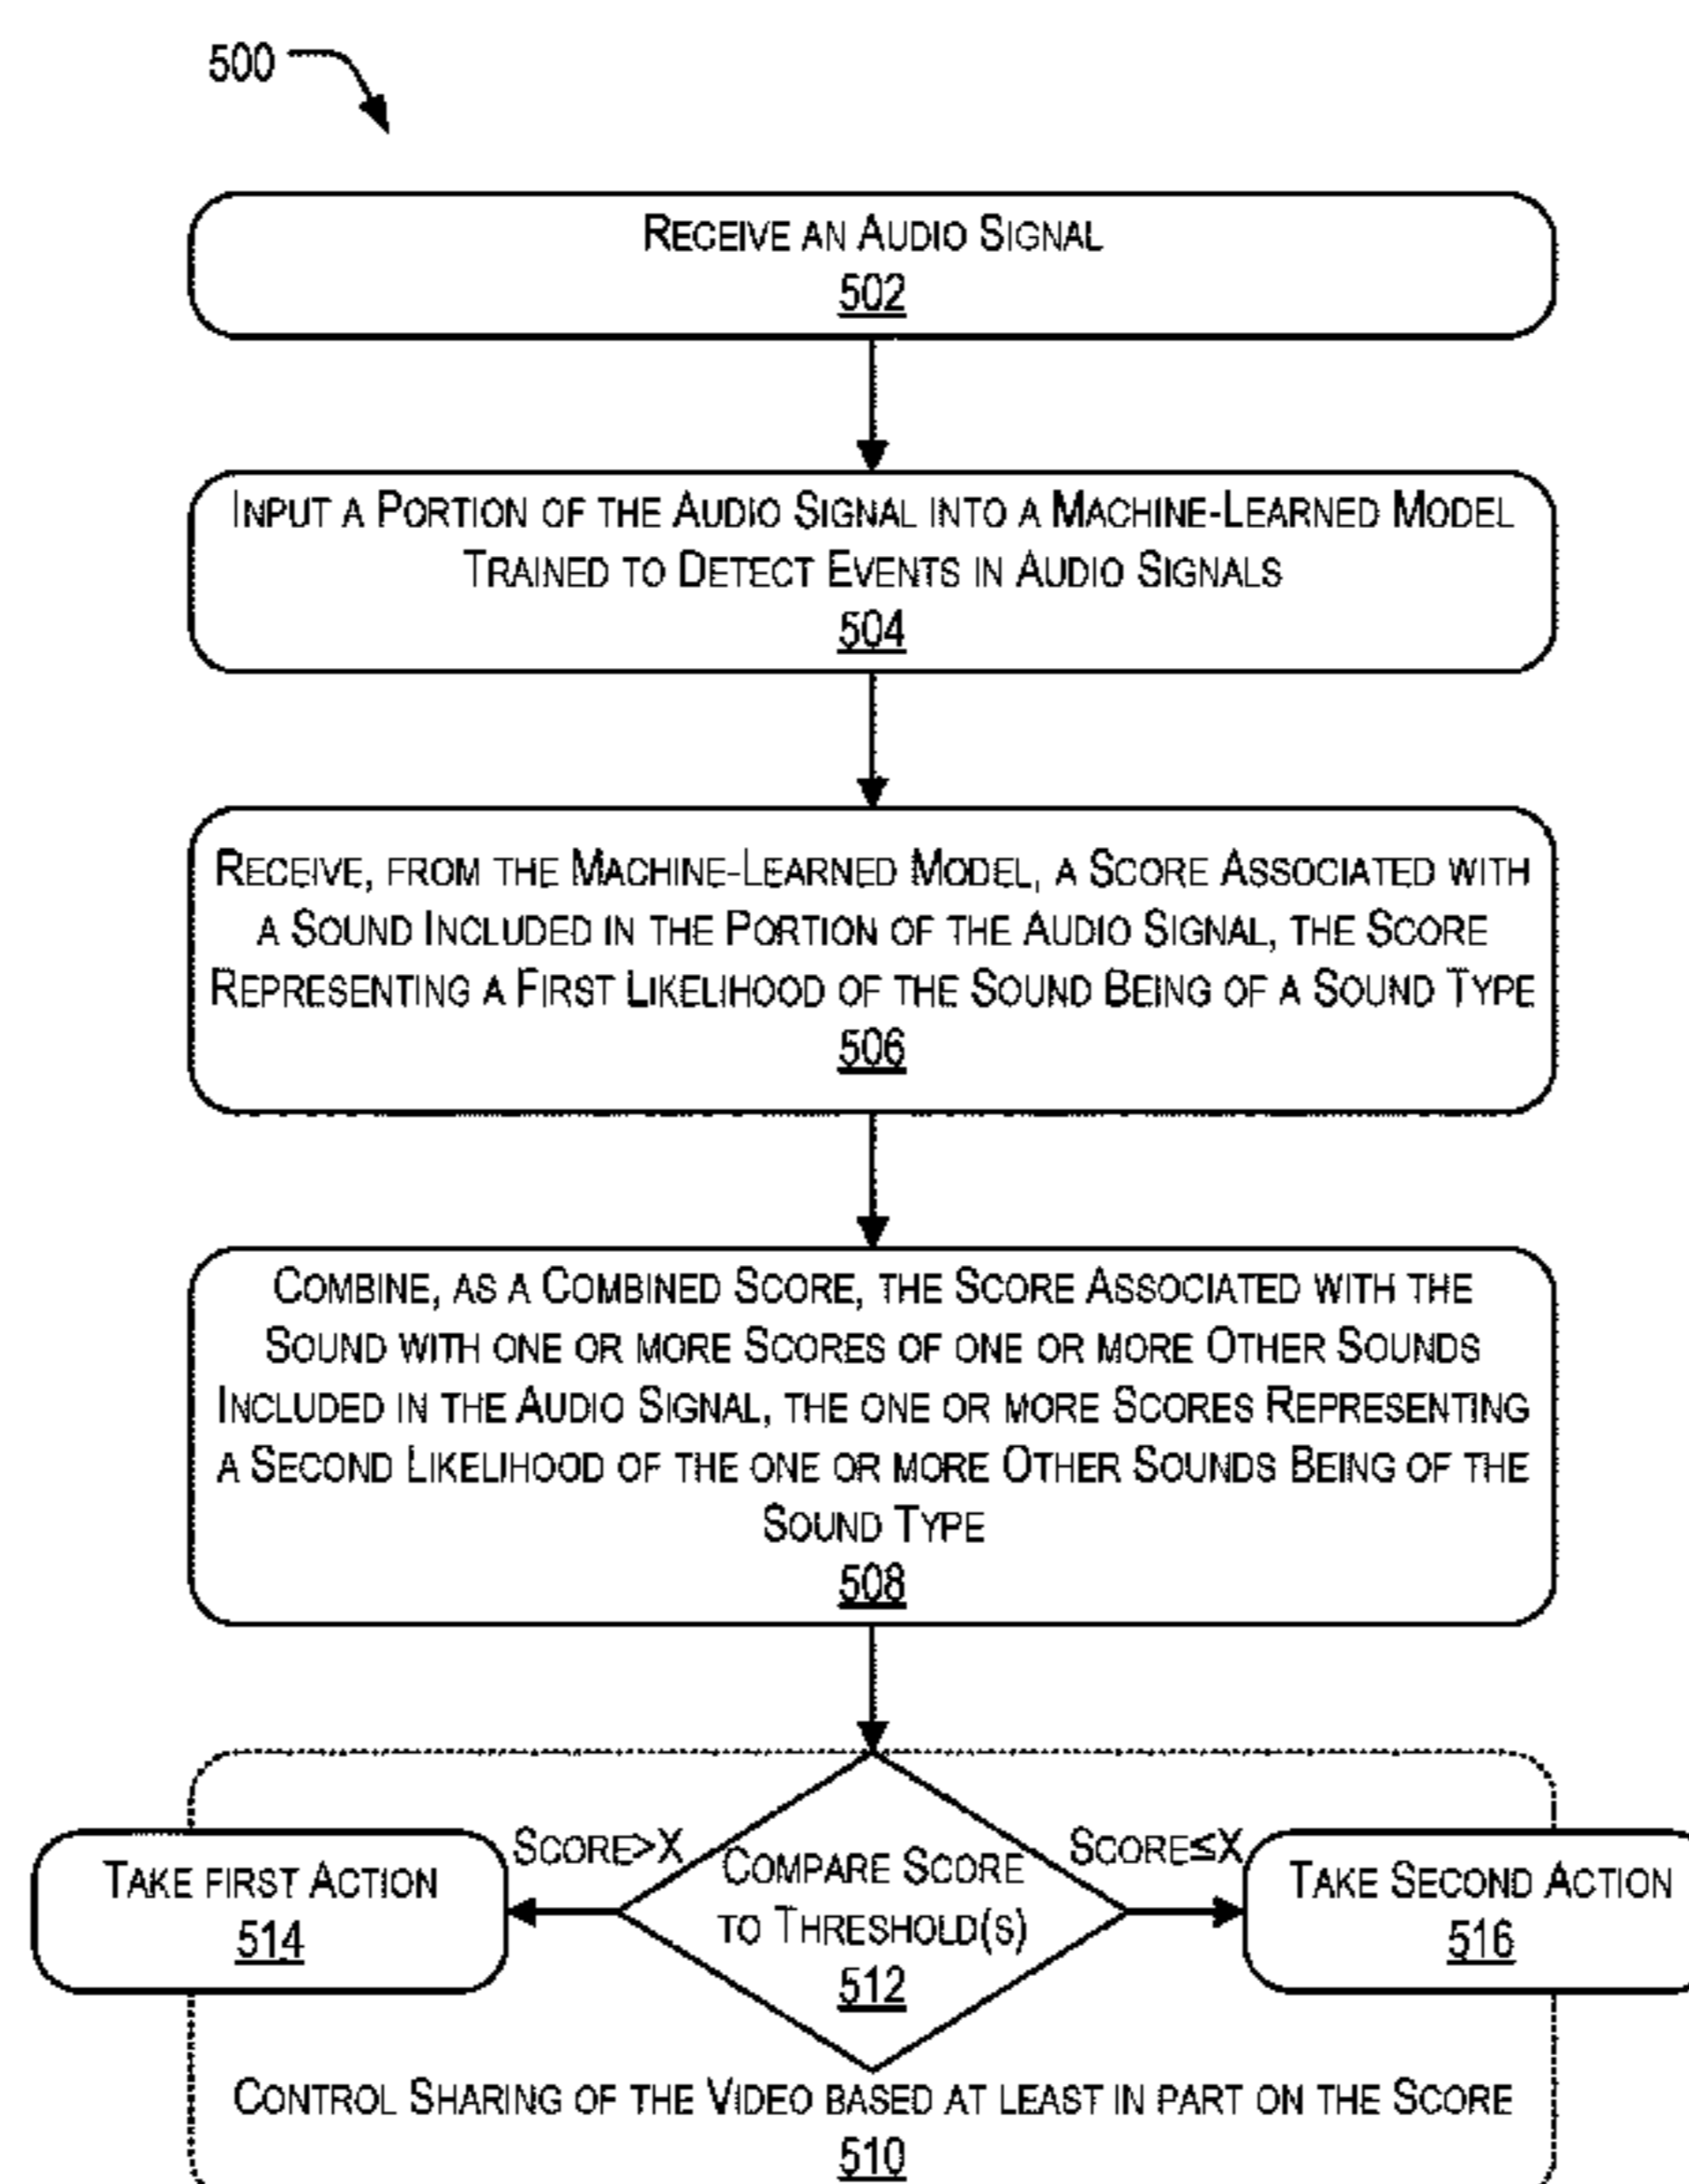 500
RECEIVE AN AUDIO SIGNAL
502
INPUT A PORTION OF THE AUDIO SIGNAL INTO A MACHINE-LEARNED MODEL
TRAINED TO DETECT EVENTS IN AUDIO SIGNALS
504
RECEIVE, FROM THE MACHINE-LEARNED MODEL, A SCORE ASSOCIATED WITH
A SOUND INCLUDED IN THE PORTION OF THE AUDIO SIGNAL, THE SCORE
REPRESENTING A FIRST LIKELIHOOD OF THE SOUND BEING OF A SOUND TYPE
506
COMBINE, AS A COMBINED SCORE, THE SCORE ASSOCIATED WITH THE
SOUND WITH ONE OR MORE SCORES OF ONE OR MORE OTHER SOUNDS
INCLUDED IN THE AUDIO SIGNAL, THE ONE OR MORE SCORES REPRESENTING
A SECOND LIKELIHOOD OF THE ONE OR MORE OTHER SOUNDS BEING OF THE
SOUND TYPE
508
TAKE FIRST ACTION
514
SCORE>X
COMPARE SCORE
TO THRESHOLD(S)
512
SCORE≤X
TAKE SECOND ACTION
516
CONTROL SHARING OF THE VIDEO BASED AT LEAST IN PART ON THE SCORE
510